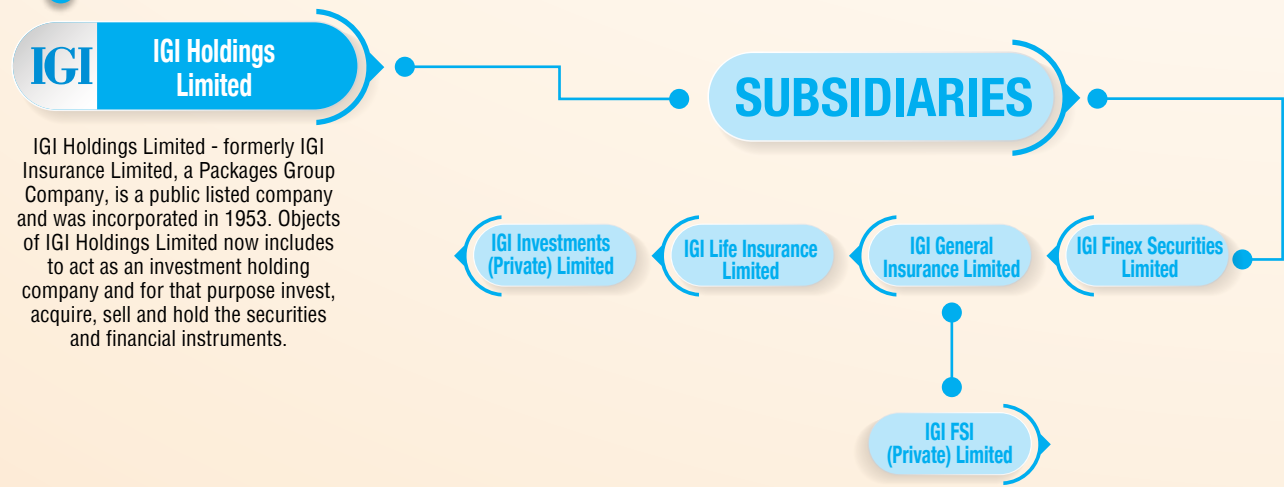 IGI
IGI Holdings
Limited
IGI Holdings Limited - formerly IGI
Insurance Limited, a Packages Group
Company, is a public listed company
and was incorporated in 1953. Objects
of IGI Holdings Limited now includes
to act as an investment holding
company and for that purpose invest,
acquire, sell and hold the securities
and financial instruments.
SUBSIDIARIES
IGI Investments
(Private) Limited
IGI Life Insurance
Limited
IGI General
Insurance Limited
IGI Finex Securities
Limited
IGI FSI
(Private) Limited